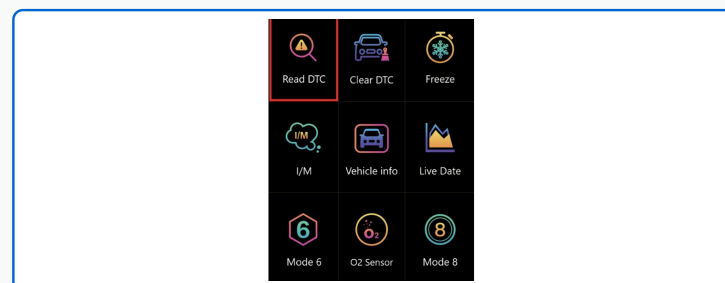 Read DTC
Clear DTC
Freeze
I/M
I/M
Vehicle info
Live Date
6
O2
8
Mode 6
O2 Sensor
Mode 8